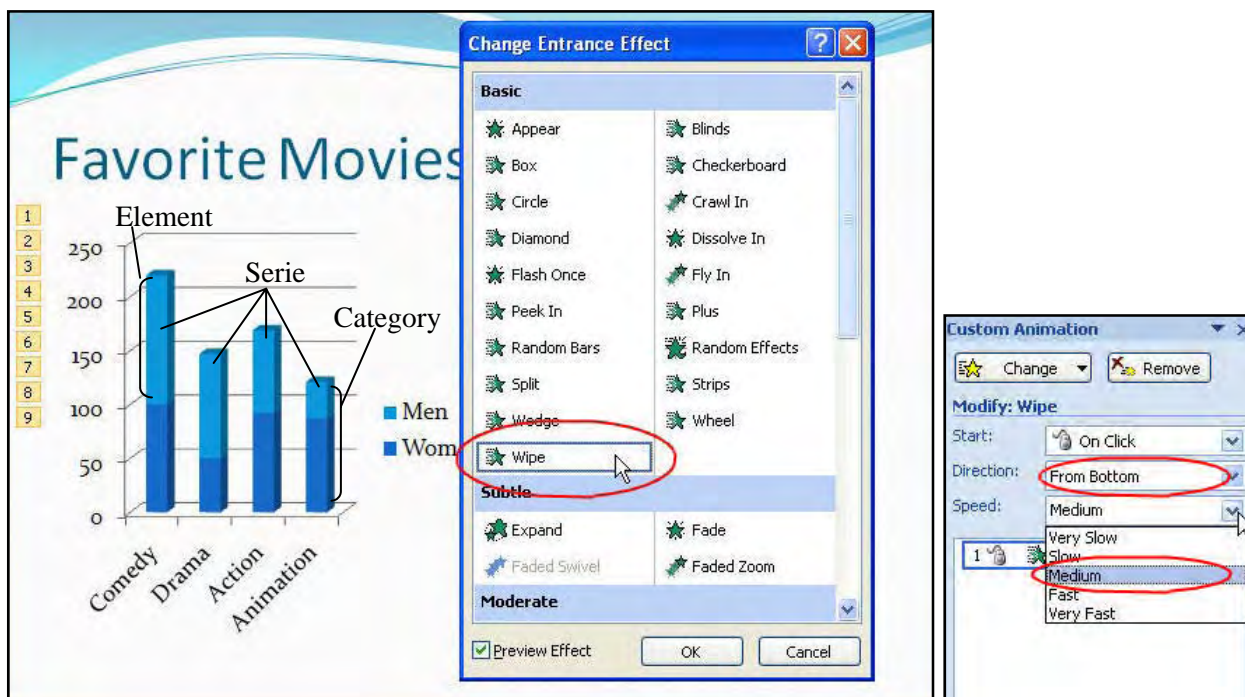 Change Entrance Effect
Basic
Appear
Blinds
Box
Checkerboard
Circle
Crawl In
Diamond
Dissolve In
Flash Once
Fly In
Peek In
Plus
Random Bars
Random Effects
Split
Strips
Wedge
Wheel
Wipe
Subtle
Expand
Fade
Faded Swivel
Faded Zoom
Moderate
Preview Effect
OK
Cancel
Favorite Movies
1
2
3
4
5
6
7
8
9
Element
Serie
Category
250
200
150
100
50
0
Comedy
Drama
Action
Animation
Men
Wom
Custom Animation
Change
Remove
Modify: Wipe
Start:
On Click
Direction:
From Bottom
Speed:
Medium
Very Slow
1
Slow
Medium
Fast
Very Fast